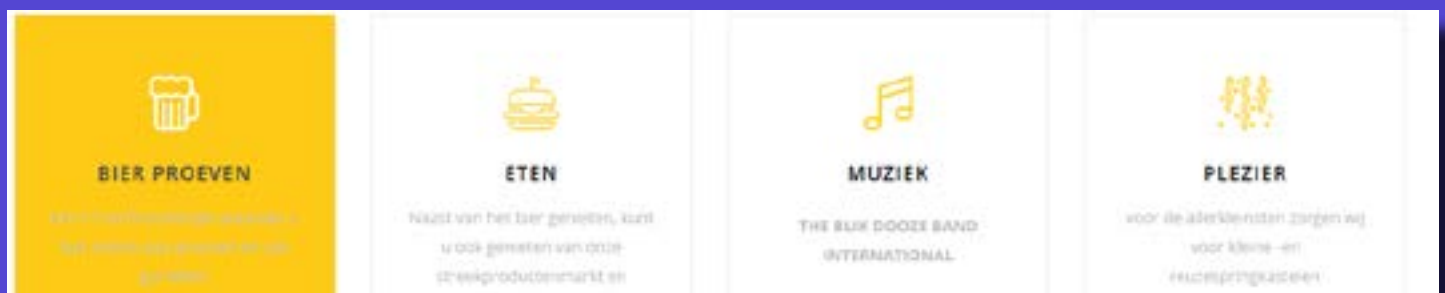 BIER PROEVEN
ETEN
Naast van het bier genieten, kunt
u ook genieten van onze
streekproductenmarkt en
MUZIEK
THE BLIK DOOZE BAND
INTERNATIONAL
PLEZIER
voor de allerkleinsten zorgen wij
voor kleine -en
reuzespringkastelen